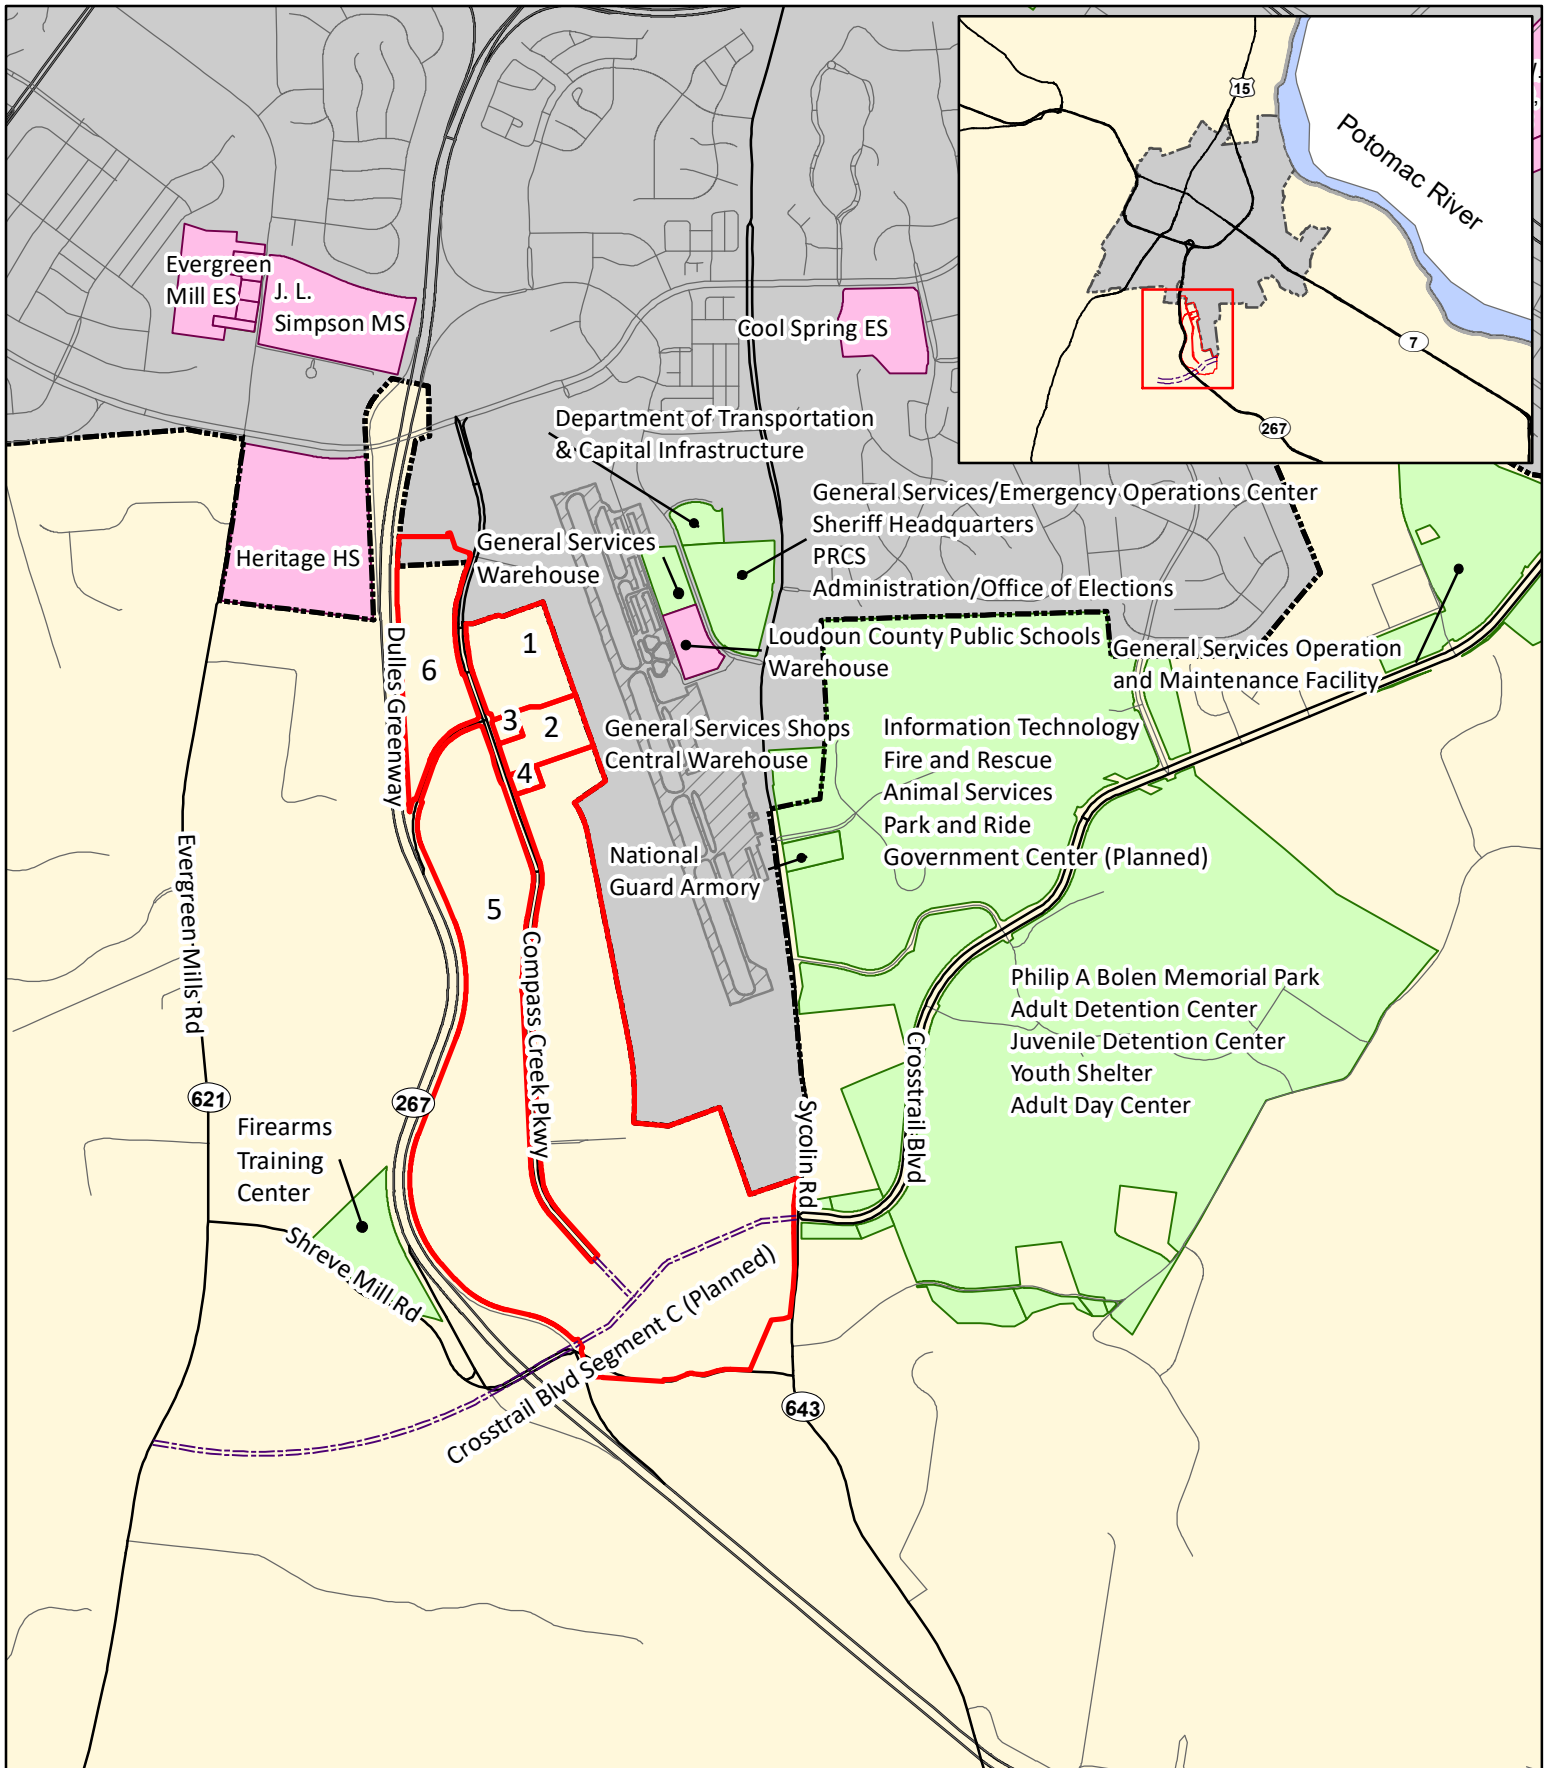 15
Potomac River
7
267
Evergreen
Mill ES
J. L.
Simpson MS
Cool Spring ES
Department of Transportation
& Capital Infrastructure
General Services/Emergency Operations Center
Sheriff Headquarters
PRCS
Administration/Office of Elections
General Services
Warehouse
Heritage HS
Loudoun County Public Schools
Warehouse
General Services Operation
and Maintenance Facility
Dulles Greenway
6
1
3
2
4
General Services Shops
Central Warehouse
Information Technology
Fire and Rescue
Animal Services
Park and Ride
Government Center (Planned)
National
Guard Armory
Evergreen Mills Rd
5
Compass Creek Pkwy
Philip A Bolen Memorial Park
Adult Detention Center
Juvenile Detention Center
Youth Shelter
Adult Day Center
Crosstrail Blvd
Sycolin Rd
621
267
Firearms
Training
Center
Shreve Mill Rd
Crosstrail Blvd Segment C (Planned)
643